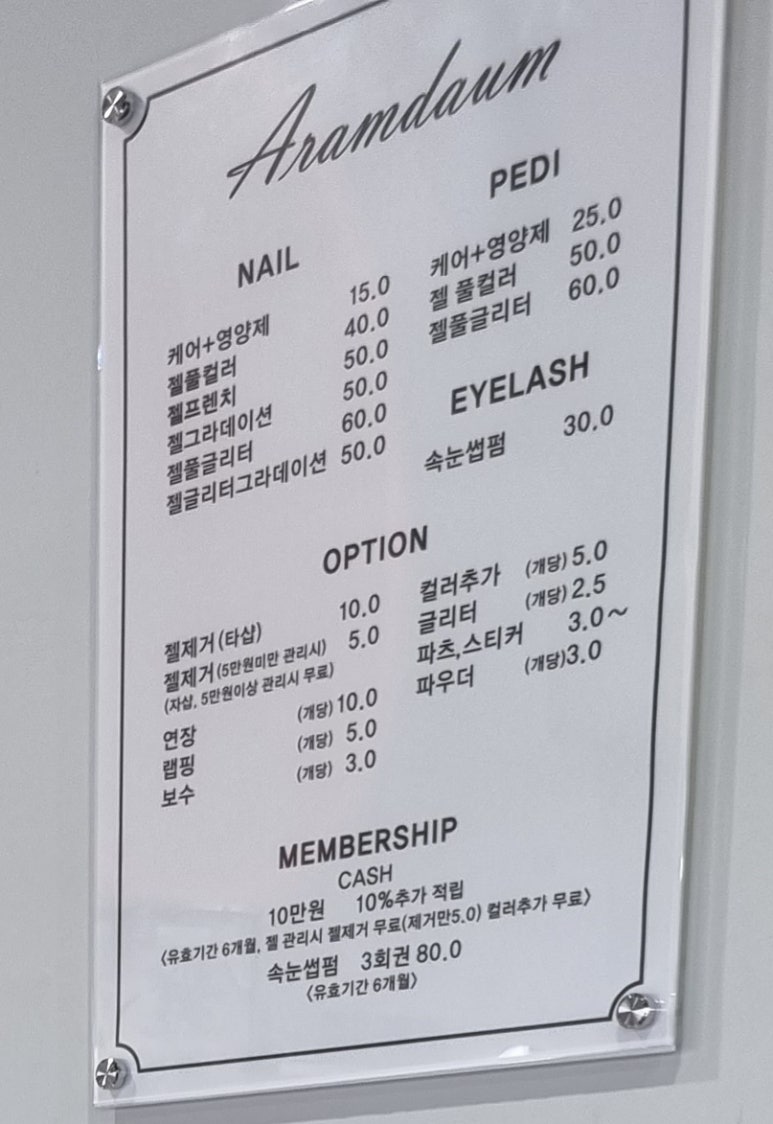 Aramdaum
NAIL
케어+영양제 15.0
젤풀컬러 40.0
젤프렌치 50.0
젤그라데이션 50.0
젤풀글리터 60.0
젤글리터그라데이션 50.0
PEDI
케어+영양제 25.0
젤 풀컬러 50.0
젤풀글리터 60.0
EYELASH
속눈썹펌 30.0
OPTION
젤제거(타샵) 10.0
젤제거(5만원미만 관리시) 5.0
(자샵, 5만원이상 관리시 무료)
연장 (개당) 10.0
랩핑 (개당) 5.0
보수 (개당) 3.0
컬러추가 (개당) 5.0
글리터 (개당) 2.5
파츠,스티커 3.0~
파우더 (개당)3.0
MEMBERSHIP
CASH
10만원 10%추가 적립
〈유효기간 6개월, 젤 관리시 젤제거 무료(제거만5.0) 컬러추가 무료〉
속눈썹펌 3회권 80.0
〈유효기간 6개월〉